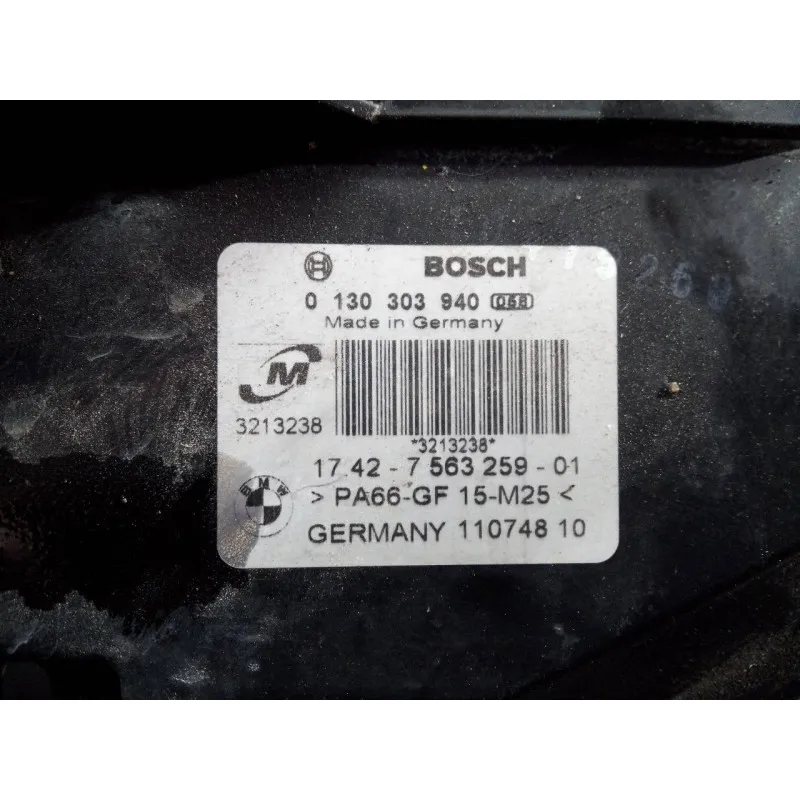 BOSCH
0 130 303 940 058
Made in Germany
M
3213238
*3213238*
17.42 - 7 563 259 - 01
BMW
> PA66-GF 15-M25 <
GERMANY 110748 10